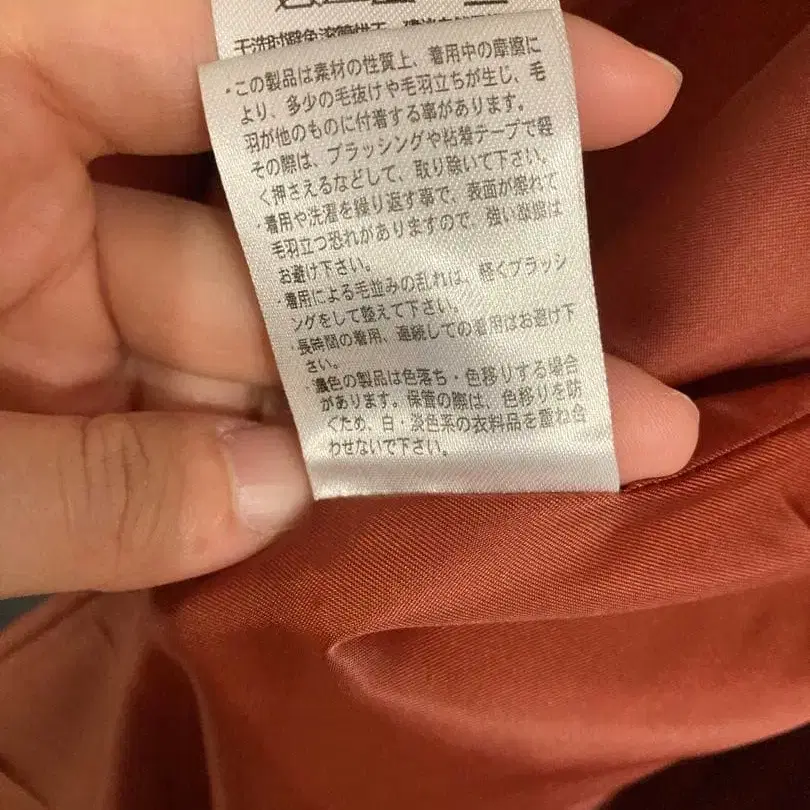 干洗时避免滚筒烘干
・この製品は素材の性質上、着用中の摩擦に
より、多少の毛抜けや毛羽立ちが生じ、毛
羽が他のものに付着する事があります。
その際は、ブラッシングや粘着テープで軽
く押さえるなどして、取り除いて下さい。
・着用や洗濯を繰り返す事で、表面が擦れて
毛羽立つ恐れがありますので、強い摩擦は
お避け下さい。
・着用による毛並みの乱れは、軽くブラッシ
ングをして整えて下さい。
・長時間の着用、連続しての着用はお避け下
さい。
・濃色の製品は色落ち・色移りする場合
があります。保管の際は、色移りを防
ぐため、白・淡色系の衣料品を重ね合
わせないで下さい。